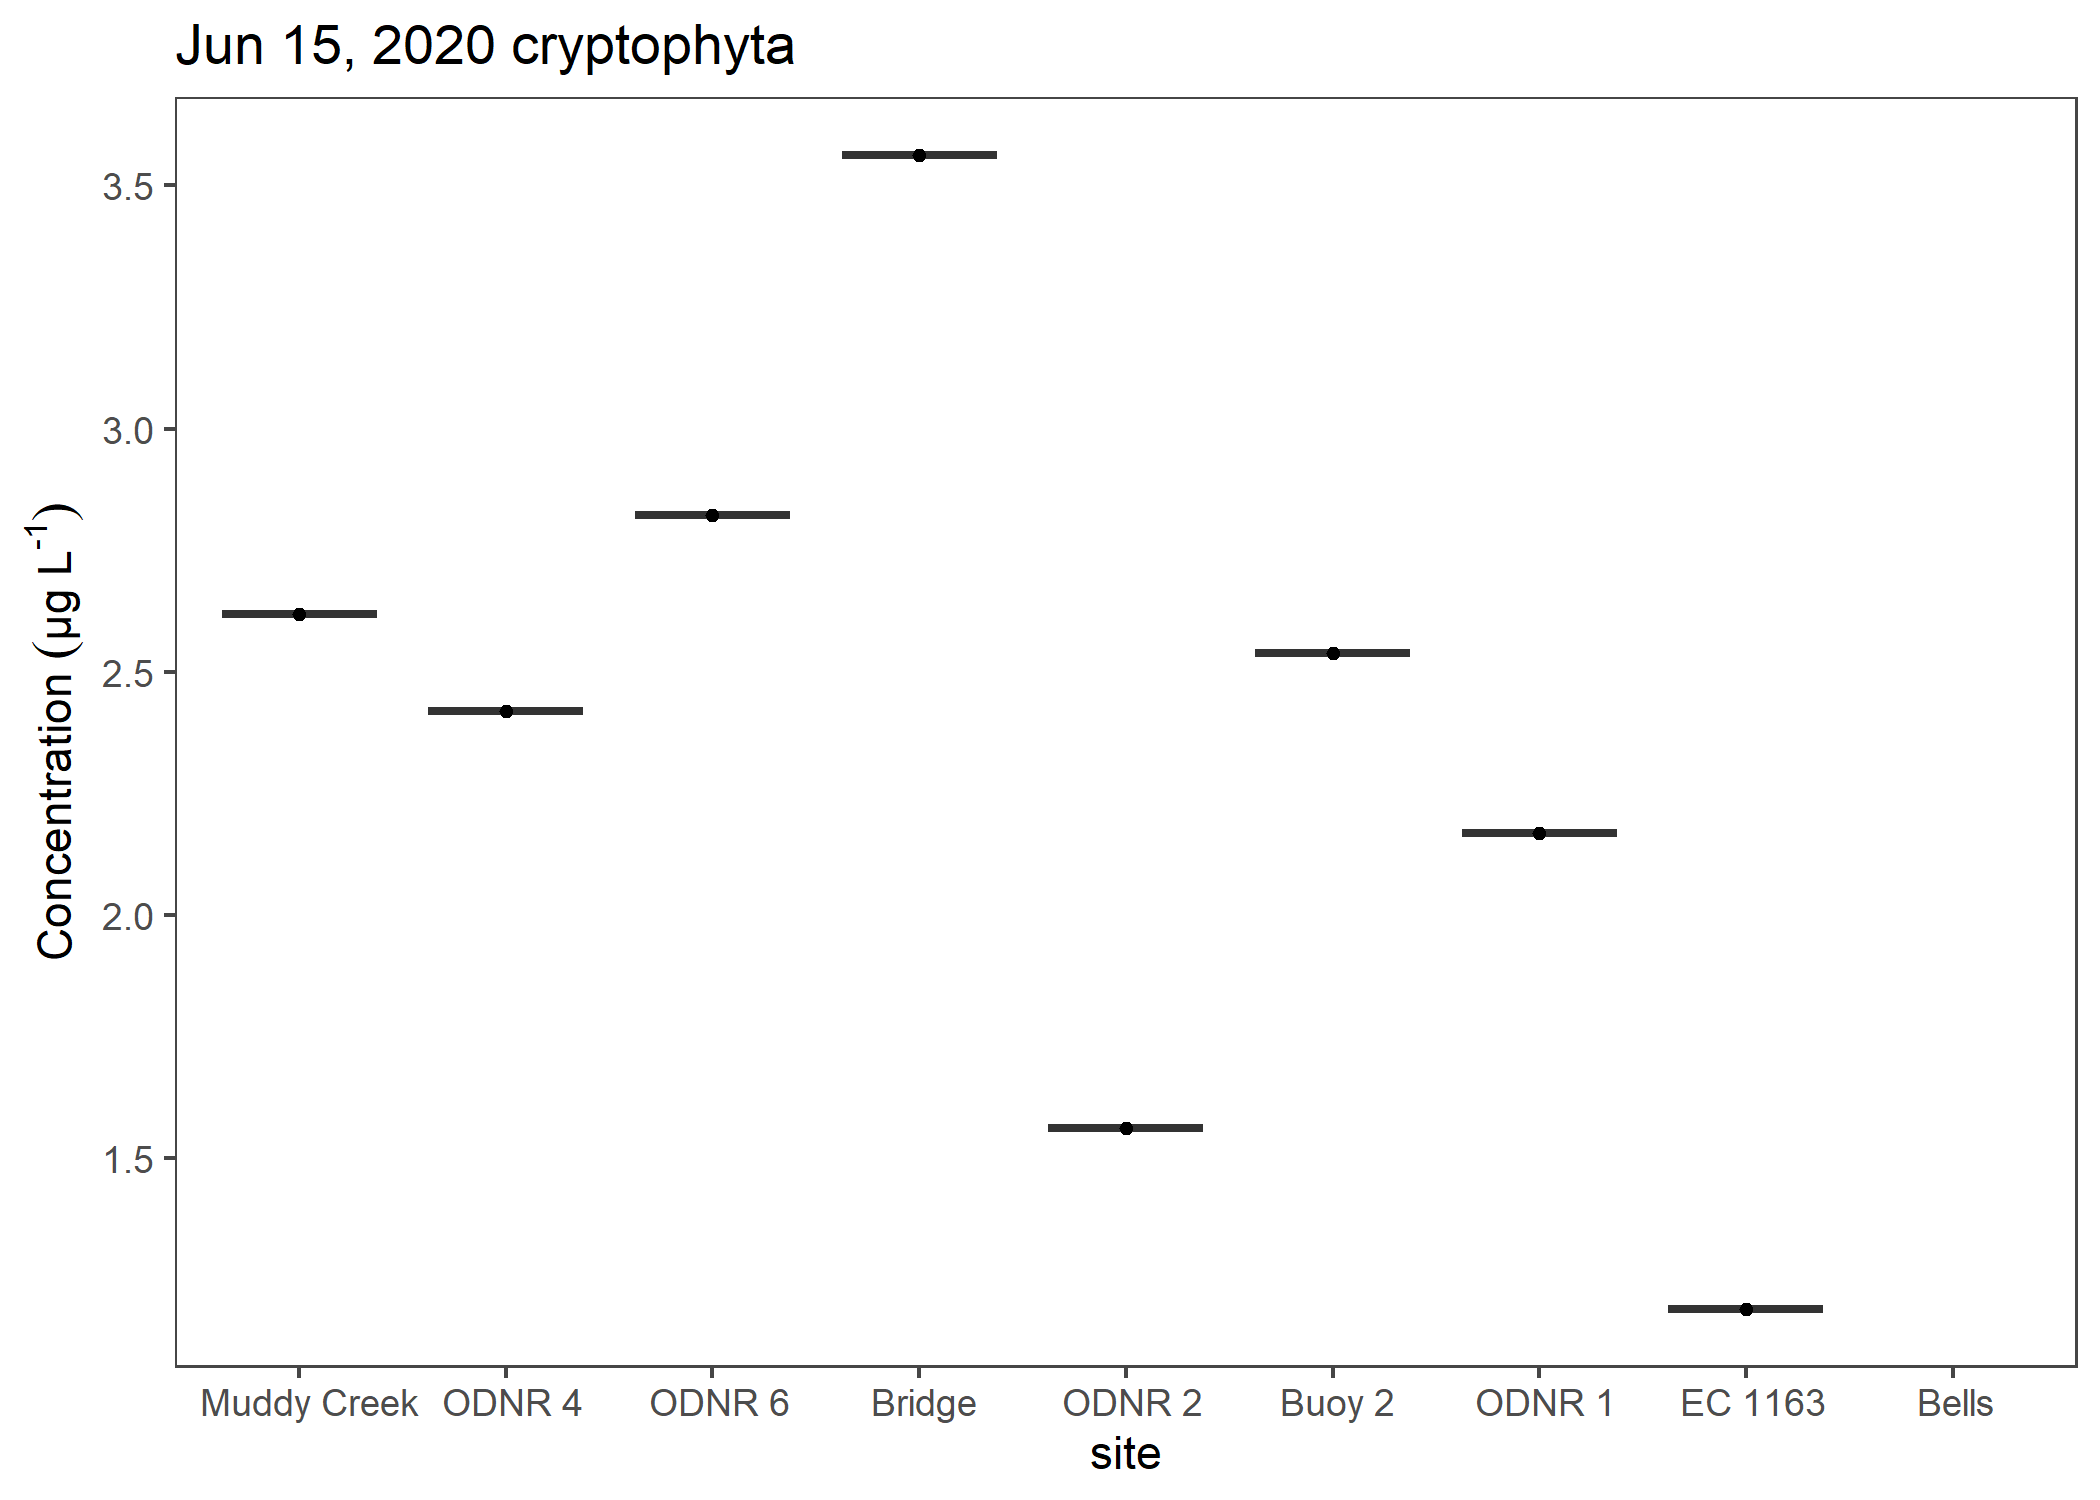 Jun 15, 2020 cryptophyta
Concentration (µg L⁻¹)
3.5
3.0
2.5
2.0
1.5
Muddy Creek ODNR 4 ODNR 6 Bridge ODNR 2 Buoy 2 ODNR 1 EC 1163 Bells
site